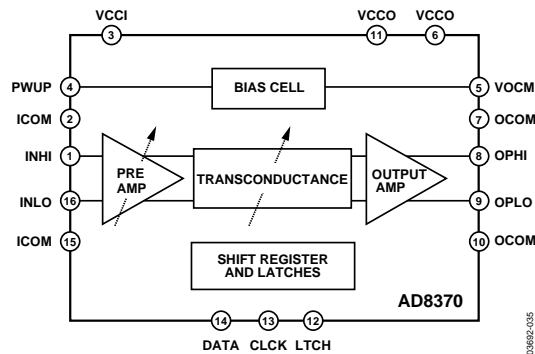 VCCI VCCO VCCO
3 11 6
PWUP 4 BIAS CELL 5 VOCM
ICOM 2 7 OCOM
INHI 1 PRE AMP TRANSCONDUCTANCE OUTPUT AMP 8 OPHI
INLO 16 9 OPLO
ICOM 15 10 OCOM
SHIFT REGISTER
AND LATCHES
AD8370
14 13 12
DATA CLCK LTCH
03692-035